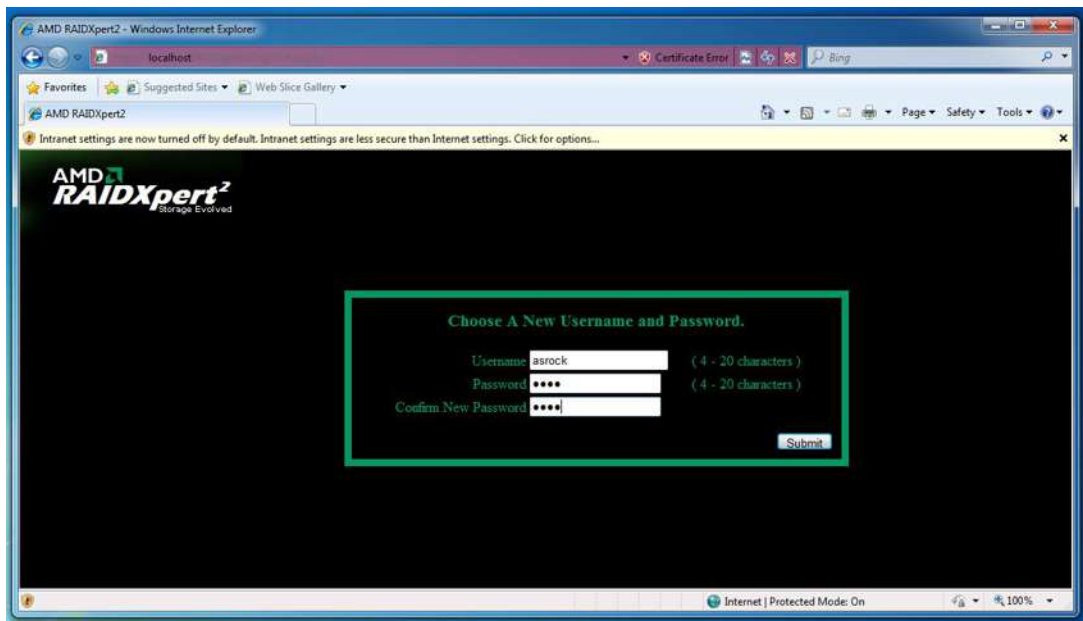 AMD RAIDXpert2 - Windows Internet Explorer
localhost
Certificate Error
Bing
Favorites
Suggested Sites
Web Slice Gallery
AMD RAIDXpert2
Page
Safety
Tools
Intranet settings are now turned off by default. Intranet settings are less secure than Internet settings. Click for options...
AMD
RAIDXpert2
Storage Evolved
Choose A New Username and Password.
Username asrock ( 4 - 20 characters )
Password •••• ( 4 - 20 characters )
Confirm New Password ••••
Submit
Internet | Protected Mode: On
100%